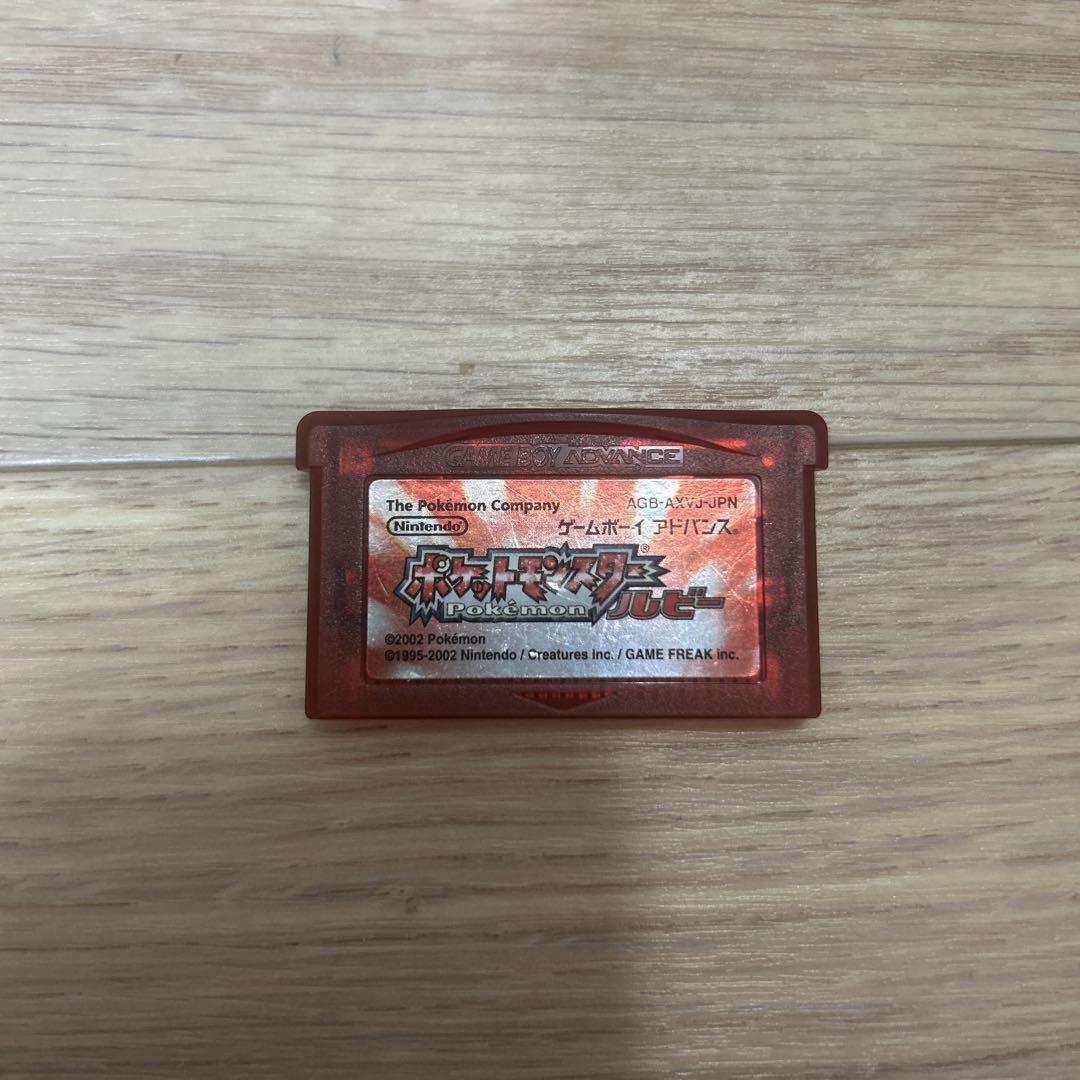 GAME BOY ADVANCE
The Pokémon Company AGB-AXVJ-JPN
Nintendo ゲームボーイ アドバンス®
ポケットモンスター®
Pokémon ルビー
©2002 Pokémon
©1995-2002 Nintendo / Creatures inc. / GAME FREAK inc.